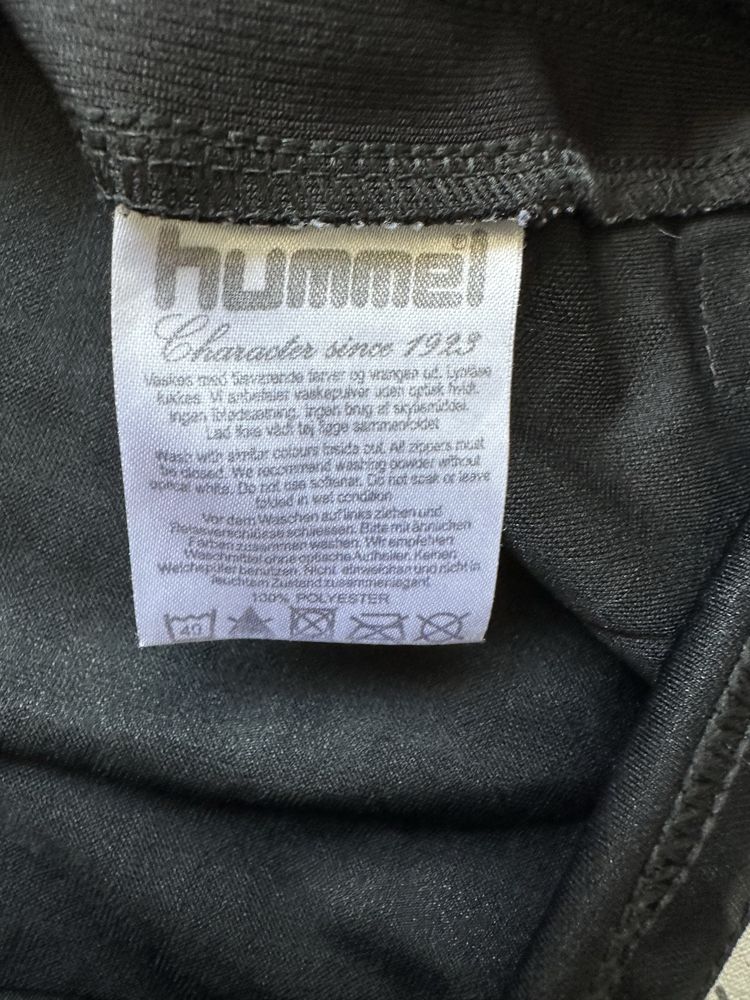 hummel®
Character since 1923
Vaskes med tilsvarende farver og vrangen ud. Lynlåse
lukkes. Vi anbefaler vaskepulver uden optisk hvidt.
Ingen iblødsætning. Ingen brug af skyllemiddel.
Lad ikke vådt tøj ligge sammenfoldet
Wash with similar colours inside out. All zippers must
be closed. We recommend washing powder without
optical white. Do not use softener. Do not soak or leave
folded in wet condition
Vor dem Waschen auf links ziehen und
Reissverschlüsse schliessen. Bitte mit ähnlichen
Farben zusammen waschen. Wir empfehlen
Waschmittel ohne optische Aufheller. Keinen
Weichspüler benutzen. Nicht einweichen und nicht in
feuchtem Zustand zusammengelegt
100% POLYESTER
40